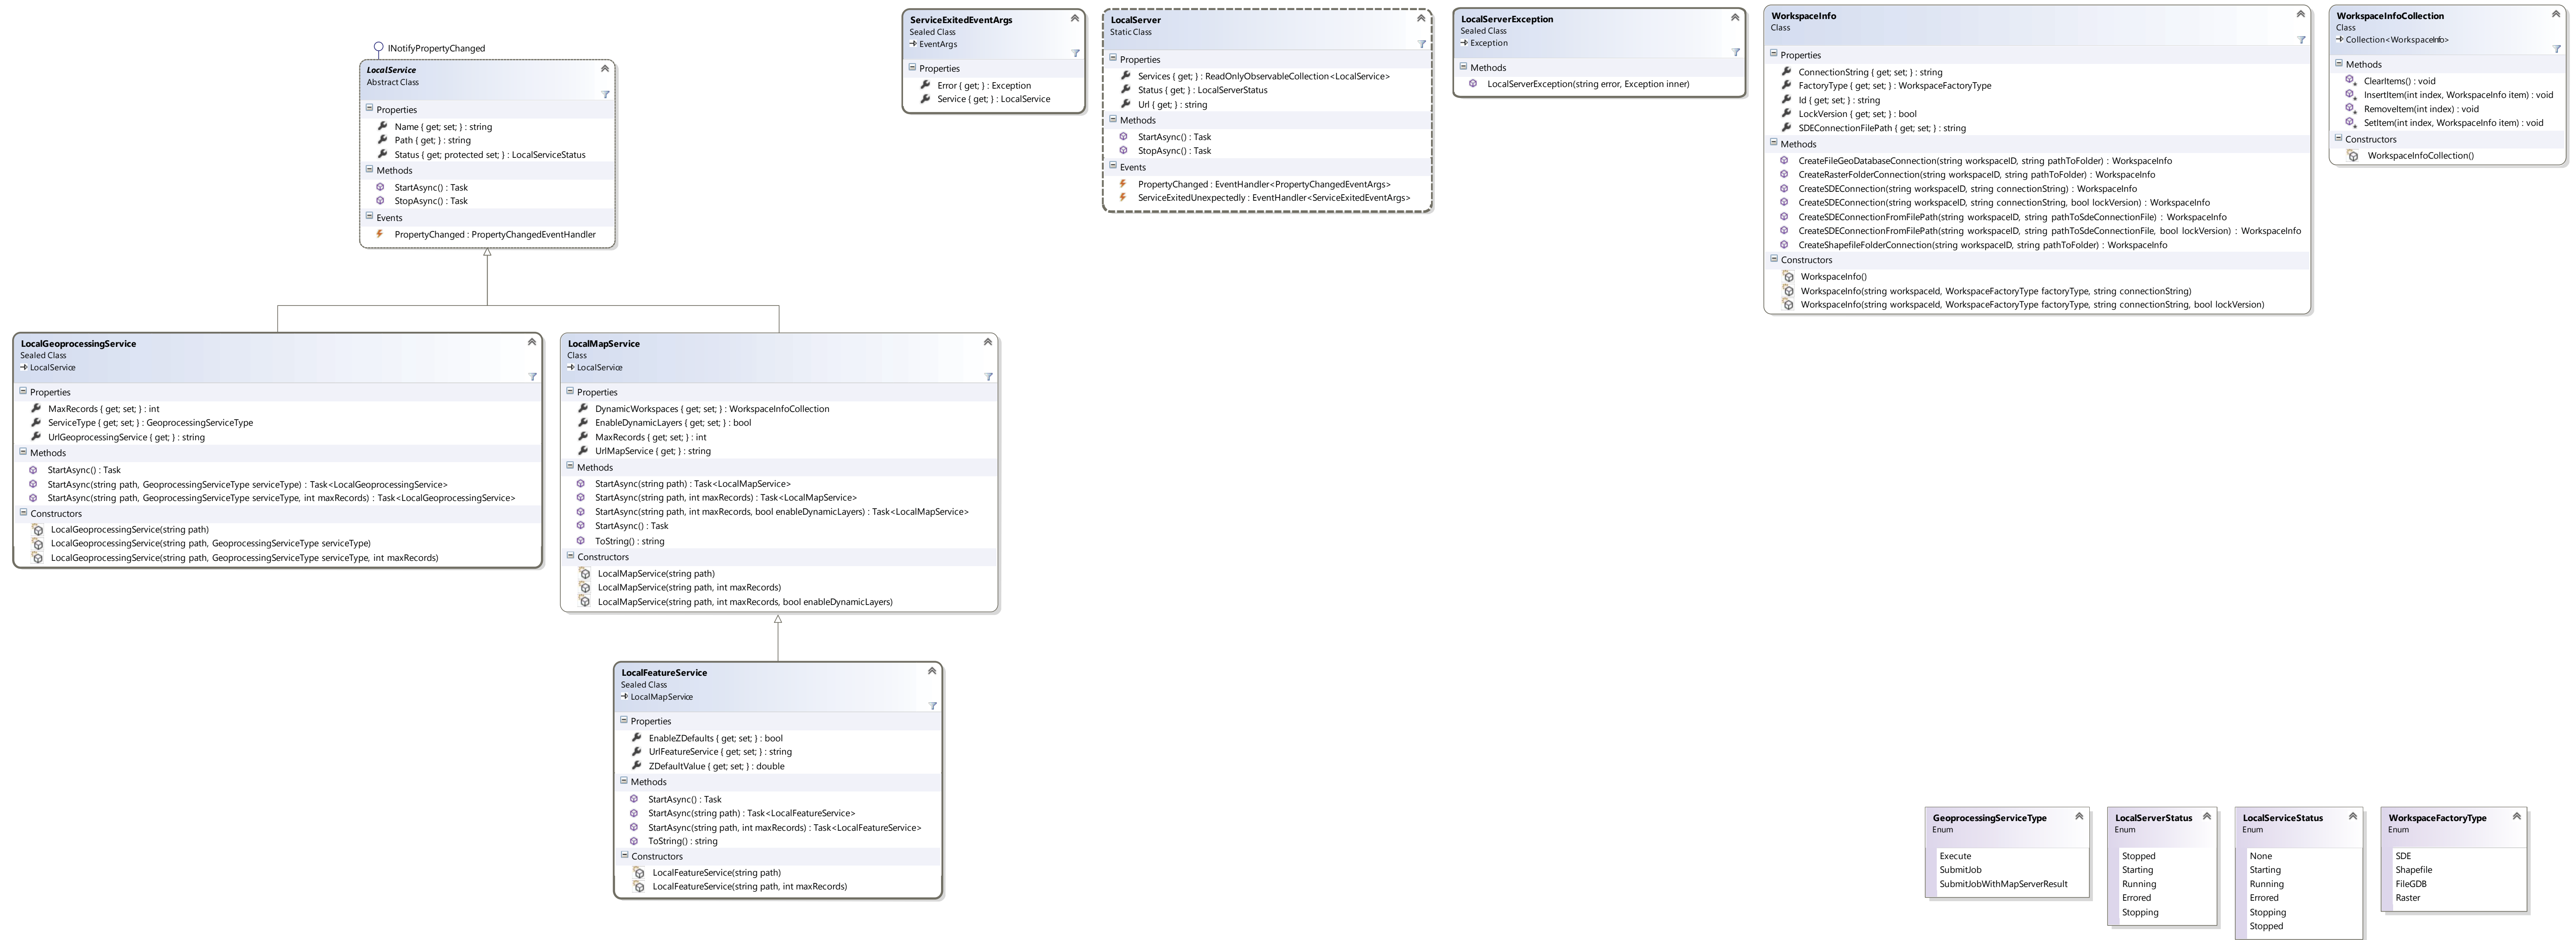 INotifyPropertyChanged
LocalService
Abstract Class
Properties
Name { get; set; } : string
Path { get; } : string
Status { get; protected set; } : LocalServiceStatus
Methods
StartAsync() : Task
StopAsync() : Task
Events
PropertyChanged : PropertyChangedEventHandler
ServiceExitedEventArgs
Sealed Class
EventArgs
Properties
Error { get; } : Exception
Service { get; } : LocalService
LocalServer
Static Class
Properties
Services { get; } : ReadOnlyObservableCollection<LocalService>
Status { get; } : LocalServerStatus
Url { get; } : string
Methods
StartAsync() : Task
StopAsync() : Task
Events
PropertyChanged : EventHandler<PropertyChangedEventArgs>
ServiceExitedUnexpectedly : EventHandler<ServiceExitedEventArgs>
LocalServerException
Sealed Class
Exception
Methods
LocalServerException(string error, Exception inner)
WorkspaceInfo
Class
Properties
ConnectionString { get; set; } : string
FactoryType { get; set; } : WorkspaceFactoryType
Id { get; set; } : string
LockVersion { get; set; } : bool
SDEConnectionFilePath { get; set; } : string
Methods
CreateFileGeoDatabaseConnection(string workspaceID, string pathToFolder) : WorkspaceInfo
CreateRasterFolderConnection(string workspaceID, string pathToFolder) : WorkspaceInfo
CreateSDEConnection(string workspaceID, string connectionString) : WorkspaceInfo
CreateSDEConnection(string workspaceID, string connectionString, bool lockVersion) : WorkspaceInfo
CreateSDEConnectionFromFilePath(string workspaceID, string pathToSdeConnectionFile) : WorkspaceInfo
CreateSDEConnectionFromFilePath(string workspaceID, string pathToSdeConnectionFile, bool lockVersion) : WorkspaceInfo
CreateShapefileFolderConnection(string workspaceID, string pathToFolder) : WorkspaceInfo
Constructors
WorkspaceInfo()
WorkspaceInfo(string workspaceId, WorkspaceFactoryType factoryType, string connectionString)
WorkspaceInfo(string workspaceId, WorkspaceFactoryType factoryType, string connectionString, bool lockVersion)
WorkspaceInfoCollection
Class
Collection<WorkspaceInfo>
Methods
ClearItems() : void
InsertItem(int index, WorkspaceInfo item) : void
RemoveItem(int index) : void
SetItem(int index, WorkspaceInfo item) : void
Constructors
WorkspaceInfoCollection()
LocalGeoprocessingService
Sealed Class
LocalService
Properties
MaxRecords { get; set; } : int
ServiceType { get; set; } : GeoprocessingServiceType
UrlGeoprocessingService { get; } : string
Methods
StartAsync() : Task
StartAsync(string path, GeoprocessingServiceType serviceType) : Task<LocalGeoprocessingService>
StartAsync(string path, GeoprocessingServiceType serviceType, int maxRecords) : Task<LocalGeoprocessingService>
Constructors
LocalGeoprocessingService(string path)
LocalGeoprocessingService(string path, GeoprocessingServiceType serviceType)
LocalGeoprocessingService(string path, GeoprocessingServiceType serviceType, int maxRecords)
LocalMapService
Class
LocalService
Properties
DynamicWorkspaces { get; set; } : WorkspaceInfoCollection
EnableDynamicLayers { get; set; } : bool
MaxRecords { get; set; } : int
UrlMapService { get; } : string
Methods
StartAsync(string path) : Task<LocalMapService>
StartAsync(string path, int maxRecords) : Task<LocalMapService>
StartAsync(string path, int maxRecords, bool enableDynamicLayers) : Task<LocalMapService>
StartAsync() : Task
ToString() : string
Constructors
LocalMapService(string path)
LocalMapService(string path, int maxRecords)
LocalMapService(string path, int maxRecords, bool enableDynamicLayers)
LocalFeatureService
Sealed Class
LocalMapService
Properties
EnableZDefaults { get; set; } : bool
UrlFeatureService { get; set; } : string
ZDefaultValue { get; set; } : double
Methods
StartAsync() : Task
StartAsync(string path) : Task<LocalFeatureService>
StartAsync(string path, int maxRecords) : Task<LocalFeatureService>
ToString() : string
Constructors
LocalFeatureService(string path)
LocalFeatureService(string path, int maxRecords)
GeoprocessingServiceType
Enum
Execute
SubmitJob
SubmitJobWithMapServerResult
LocalServerStatus
Enum
Stopped
Starting
Running
Errored
Stopping
LocalServiceStatus
Enum
None
Starting
Running
Errored
Stopping
Stopped
WorkspaceFactoryType
Enum
SDE
Shapefile
FileGDB
Raster